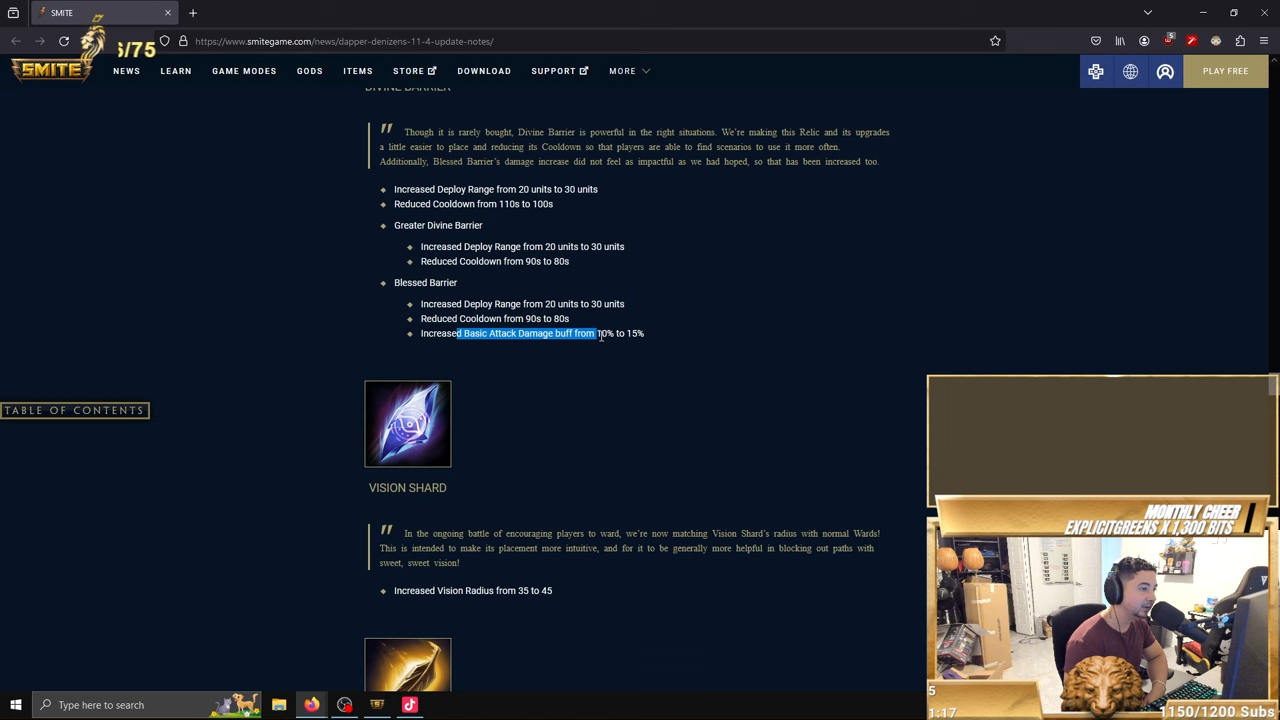 SMITE
https://www.smitegame.com/news/dapper-denizens-11-4-update-notes/
5
/75
SMITE
NEWS
LEARN
GAME MODES
GODS
ITEMS
STORE
DOWNLOAD
SUPPORT
MORE
PLAY FREE
DIVINE BARRIER
" Though it is rarely bought, Divine Barrier is powerful in the right situations. We're making this Relic and its upgrades
a little easier to place and reducing its Cooldown so that players are able to find scenarios to use it more often.
Additionally, Blessed Barrier's damage increase did not feel as impactful as we had hoped, so that has been increased too.
Increased Deploy Range from 20 units to 30 units
Reduced Cooldown from 110s to 100s
Greater Divine Barrier
Increased Deploy Range from 20 units to 30 units
Reduced Cooldown from 90s to 80s
Blessed Barrier
Increased Deploy Range from 20 units to 30 units
Reduced Cooldown from 90s to 80s
Increased Basic Attack Damage buff from 10% to 15%
TABLE OF CONTENTS
VISION SHARD
" In the ongoing battle of encouraging players to ward, we're now matching Vision Shard's radius with normal Wards!
This is intended to make its placement more intuitive, and for it to be generally more helpful in blocking out paths with
sweet, sweet vision!
Increased Vision Radius from 35 to 45
MONTHLY CHEER
EXPLICITGREENS X 1,300 BITS
5
1:17
1150/1200 Subs
Type here to search